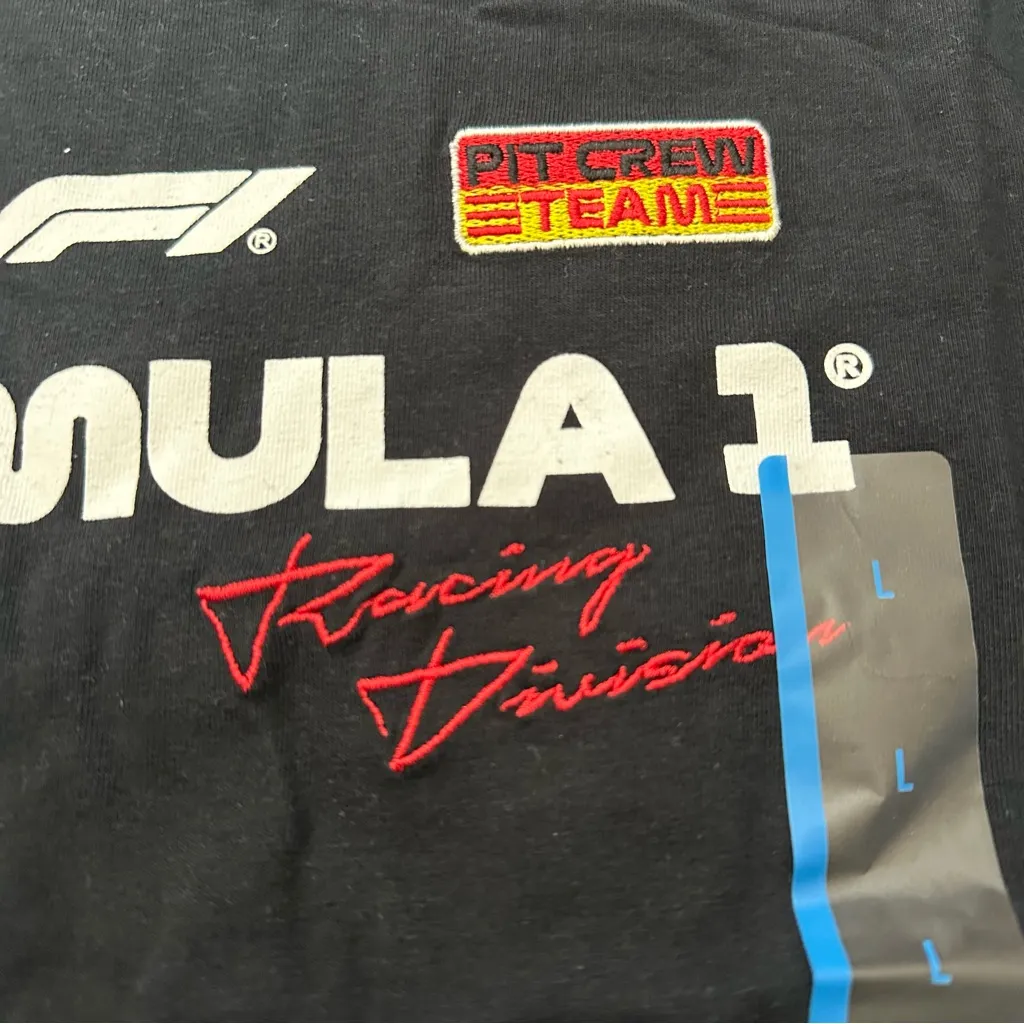 F1®
PIT CREW
TEAM
MULA 1®
Racing
Division
L
L
L